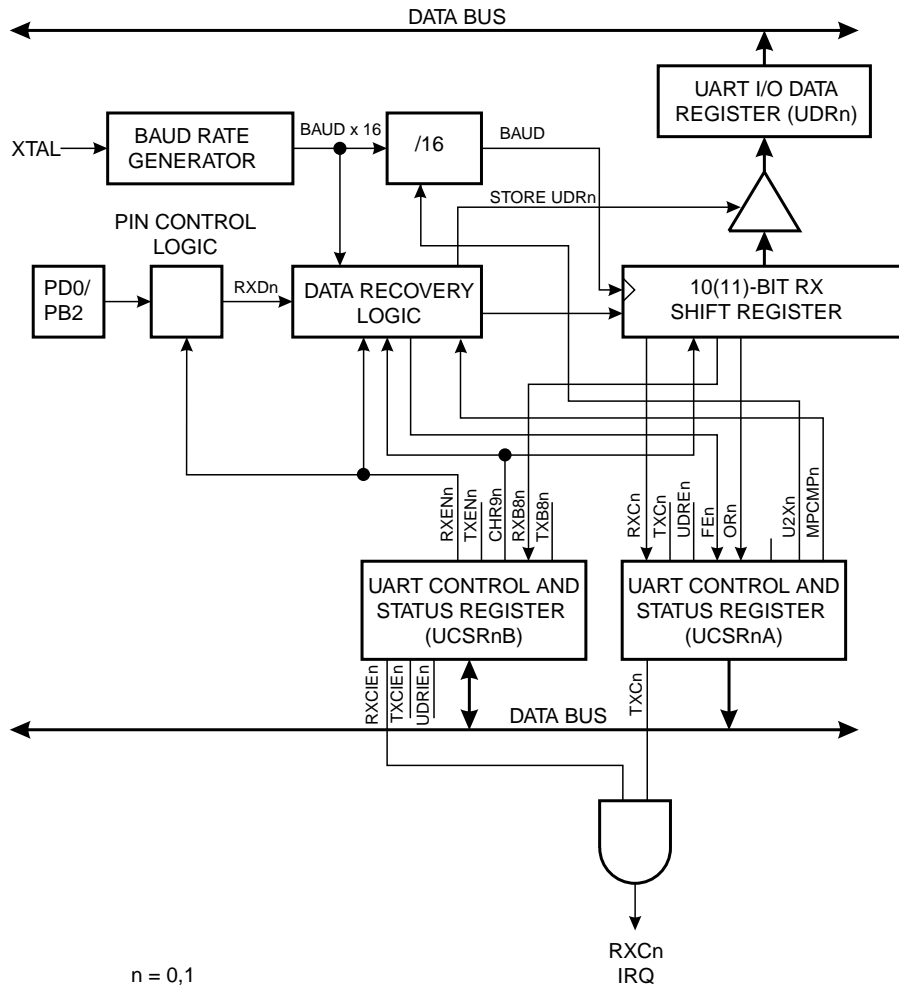 DATA BUS
UART I/O DATA
REGISTER (UDRn)
XTAL
BAUD RATE
GENERATOR
BAUD x 16
/16
BAUD
STORE UDRn
PIN CONTROL
LOGIC
PD0/
PB2
RXDn
DATA RECOVERY
LOGIC
10(11)-BIT RX
SHIFT REGISTER
RXENn
TXENn
CHR9n
RXB8n
TXB8n
RXCn
TXCn
UDREn
FEn
ORn
U2Xn
MPCMPn
UART CONTROL AND
STATUS REGISTER
(UCSRnB)
UART CONTROL AND
STATUS REGISTER
(UCSRnA)
RXCIEn
TXCIEn
UDRIEn
TXCn
DATA BUS
RXCn
IRQ
n = 0,1